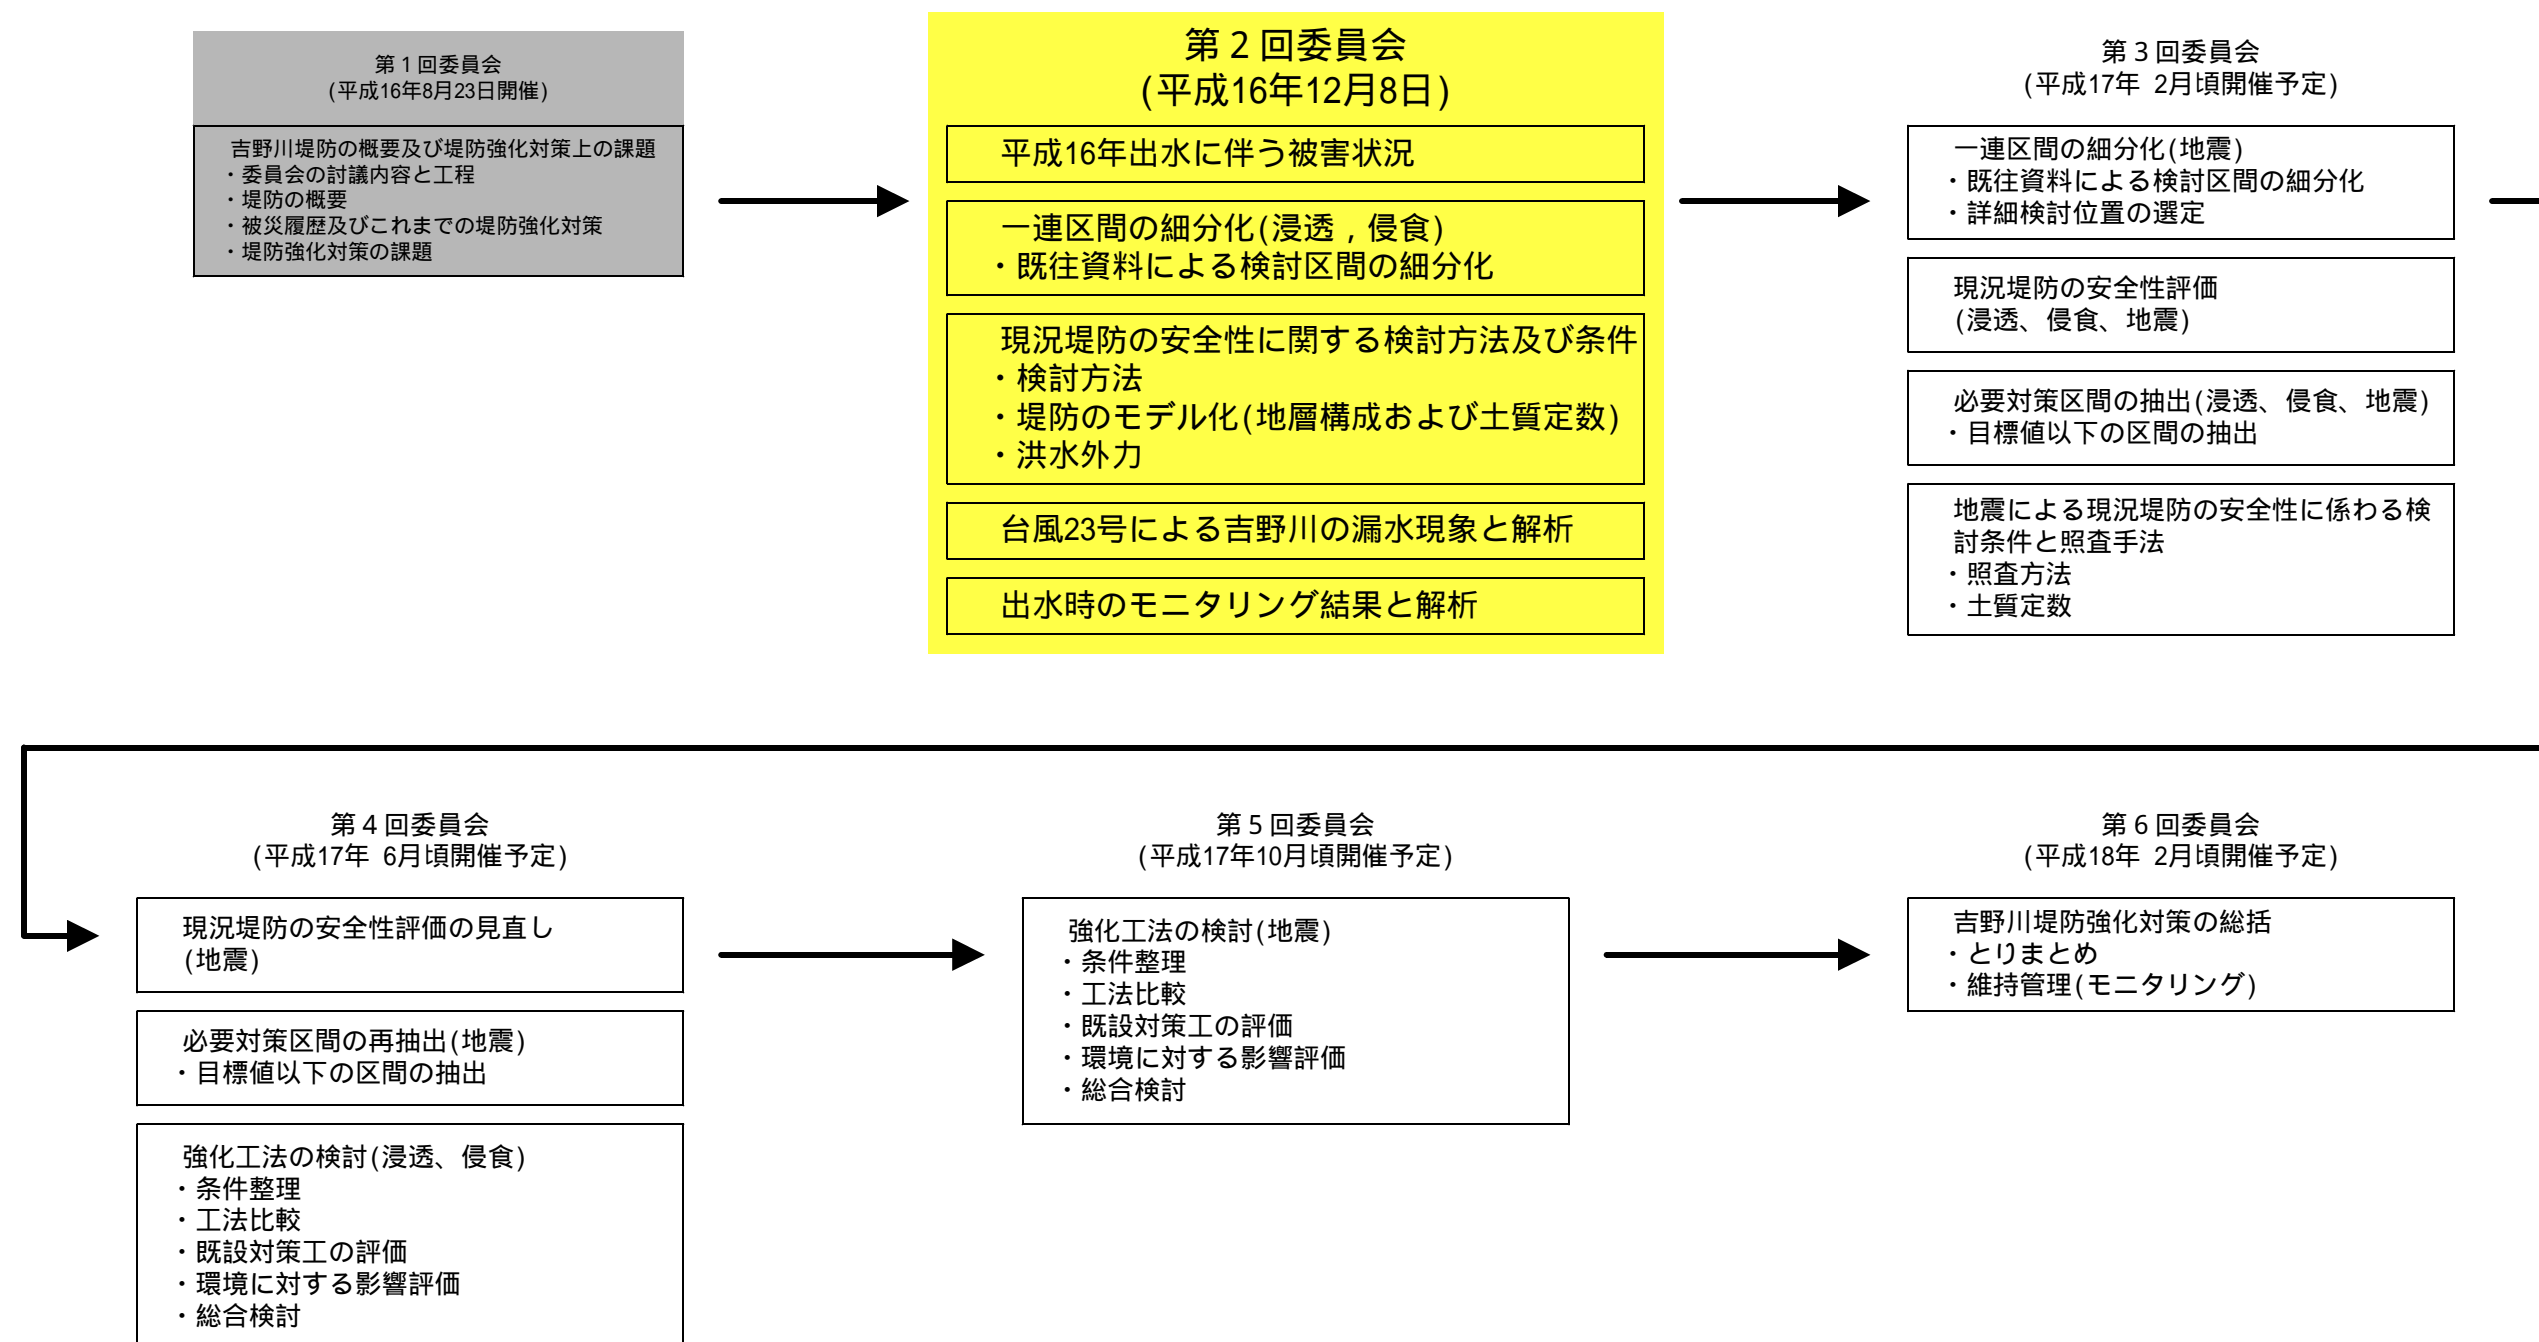 第１回委員会
(平成16年8月23日開催)
吉野川堤防の概要及び堤防強化対策上の課題
・委員会の討議内容と工程
・堤防の概要
・被災履歴及びこれまでの堤防強化対策
・堤防強化対策の課題
第２回委員会
(平成16年12月8日)
平成16年出水に伴う被害状況
一連区間の細分化(浸透，侵食)
・既往資料による検討区間の細分化
現況堤防の安全性に関する検討方法及び条件
・検討方法
・堤防のモデル化(地層構成および土質定数)
・洪水外力
台風23号による吉野川の漏水現象と解析
出水時のモニタリング結果と解析
第３回委員会
(平成17年 2月頃開催予定)
一連区間の細分化(地震)
・既往資料による検討区間の細分化
・詳細検討位置の選定
現況堤防の安全性評価
(浸透、侵食、地震)
必要対策区間の抽出(浸透、侵食、地震)
・目標値以下の区間の抽出
地震による現況堤防の安全性に係わる検
討条件と照査手法
・照査方法
・土質定数
第４回委員会
(平成17年 6月頃開催予定)
現況堤防の安全性評価の見直し
(地震)
必要対策区間の再抽出(地震)
・目標値以下の区間の抽出
強化工法の検討(浸透、侵食)
・条件整理
・工法比較
・既設対策工の評価
・環境に対する影響評価
・総合検討
第５回委員会
(平成17年10月頃開催予定)
強化工法の検討(地震)
・条件整理
・工法比較
・既設対策工の評価
・環境に対する影響評価
・総合検討
第６回委員会
(平成18年 2月頃開催予定)
吉野川堤防強化対策の総括
・とりまとめ
・維持管理(モニタリング)